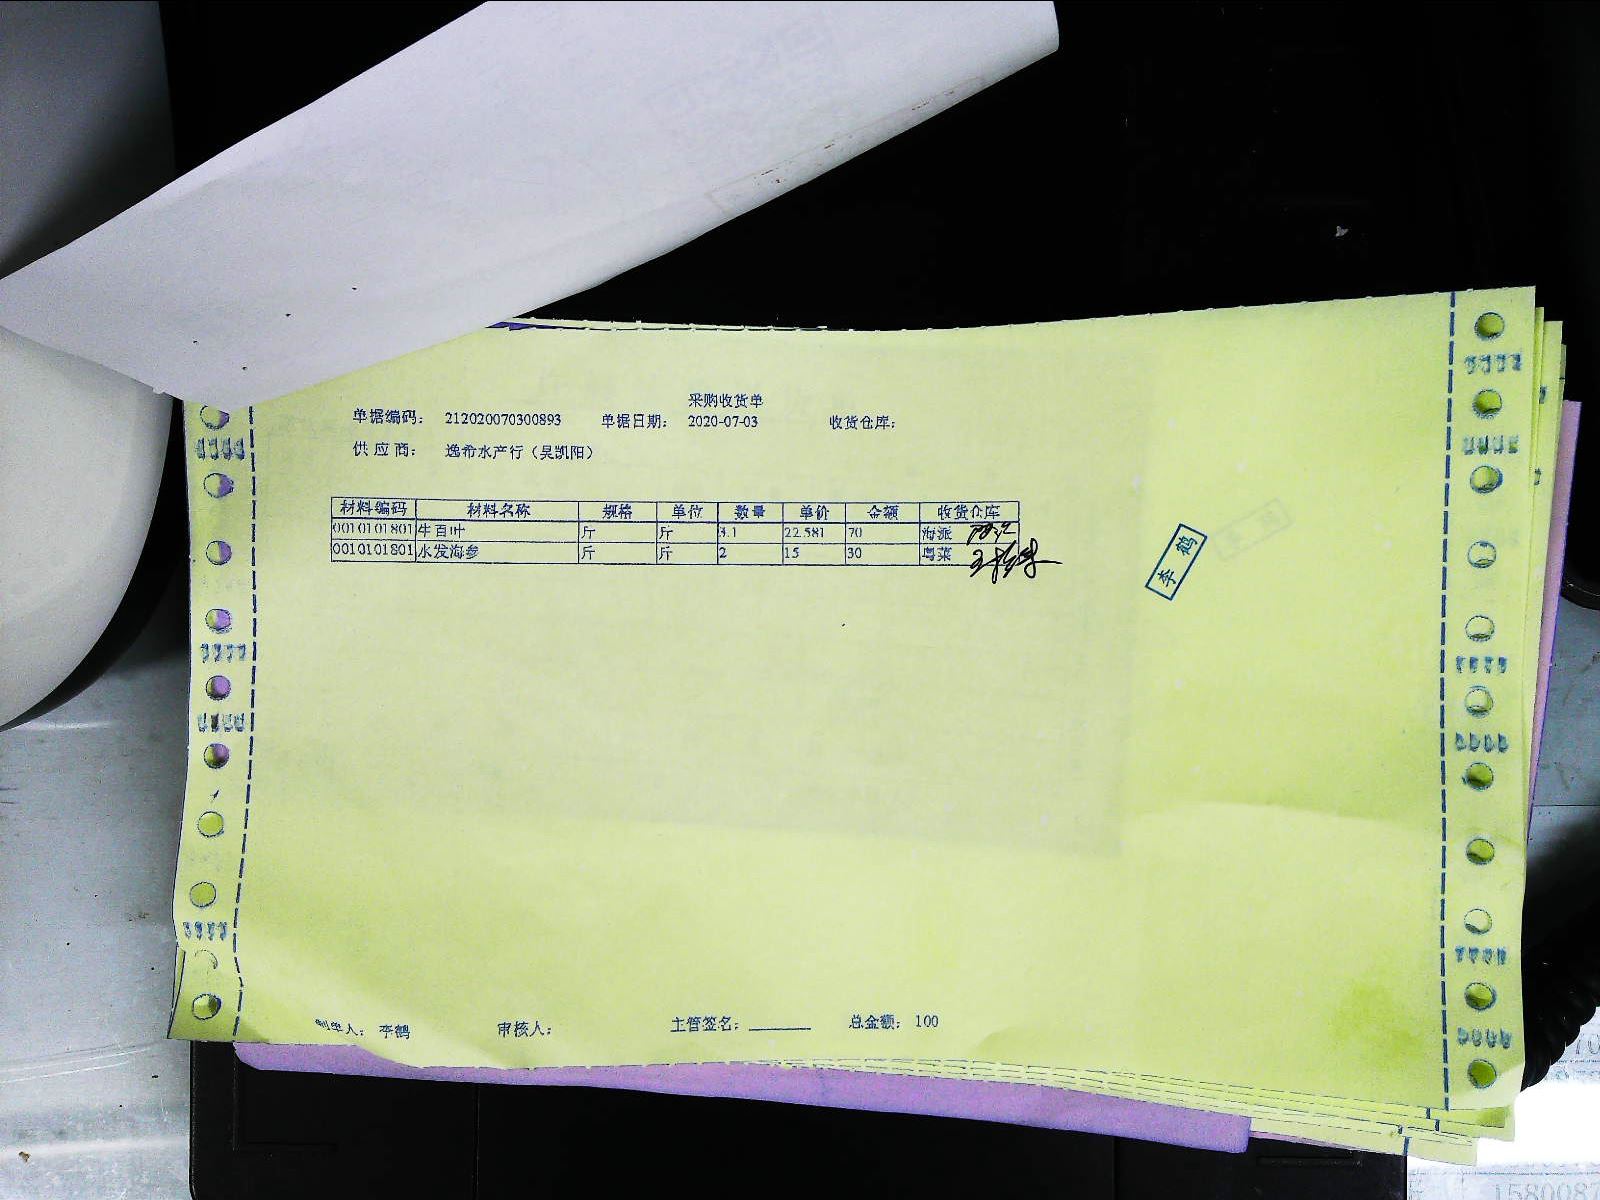 采购收货单
单据编码： 212020070300893 单据日期： 2020-07-03 收货仓库：
供 应 商： 逸希水产行（吴凯阳）
材料编码 材料名称 规格 单位 数量 单价 金额 收货仓库
0010101801 牛百叶 斤 斤 3.1 22.581 70 海派
0010101801 水发海参 斤 斤 2 15 30 粤菜
李鹤
制单人： 李鹤 审核人： 主管签名：______ 总金额： 100
1580087